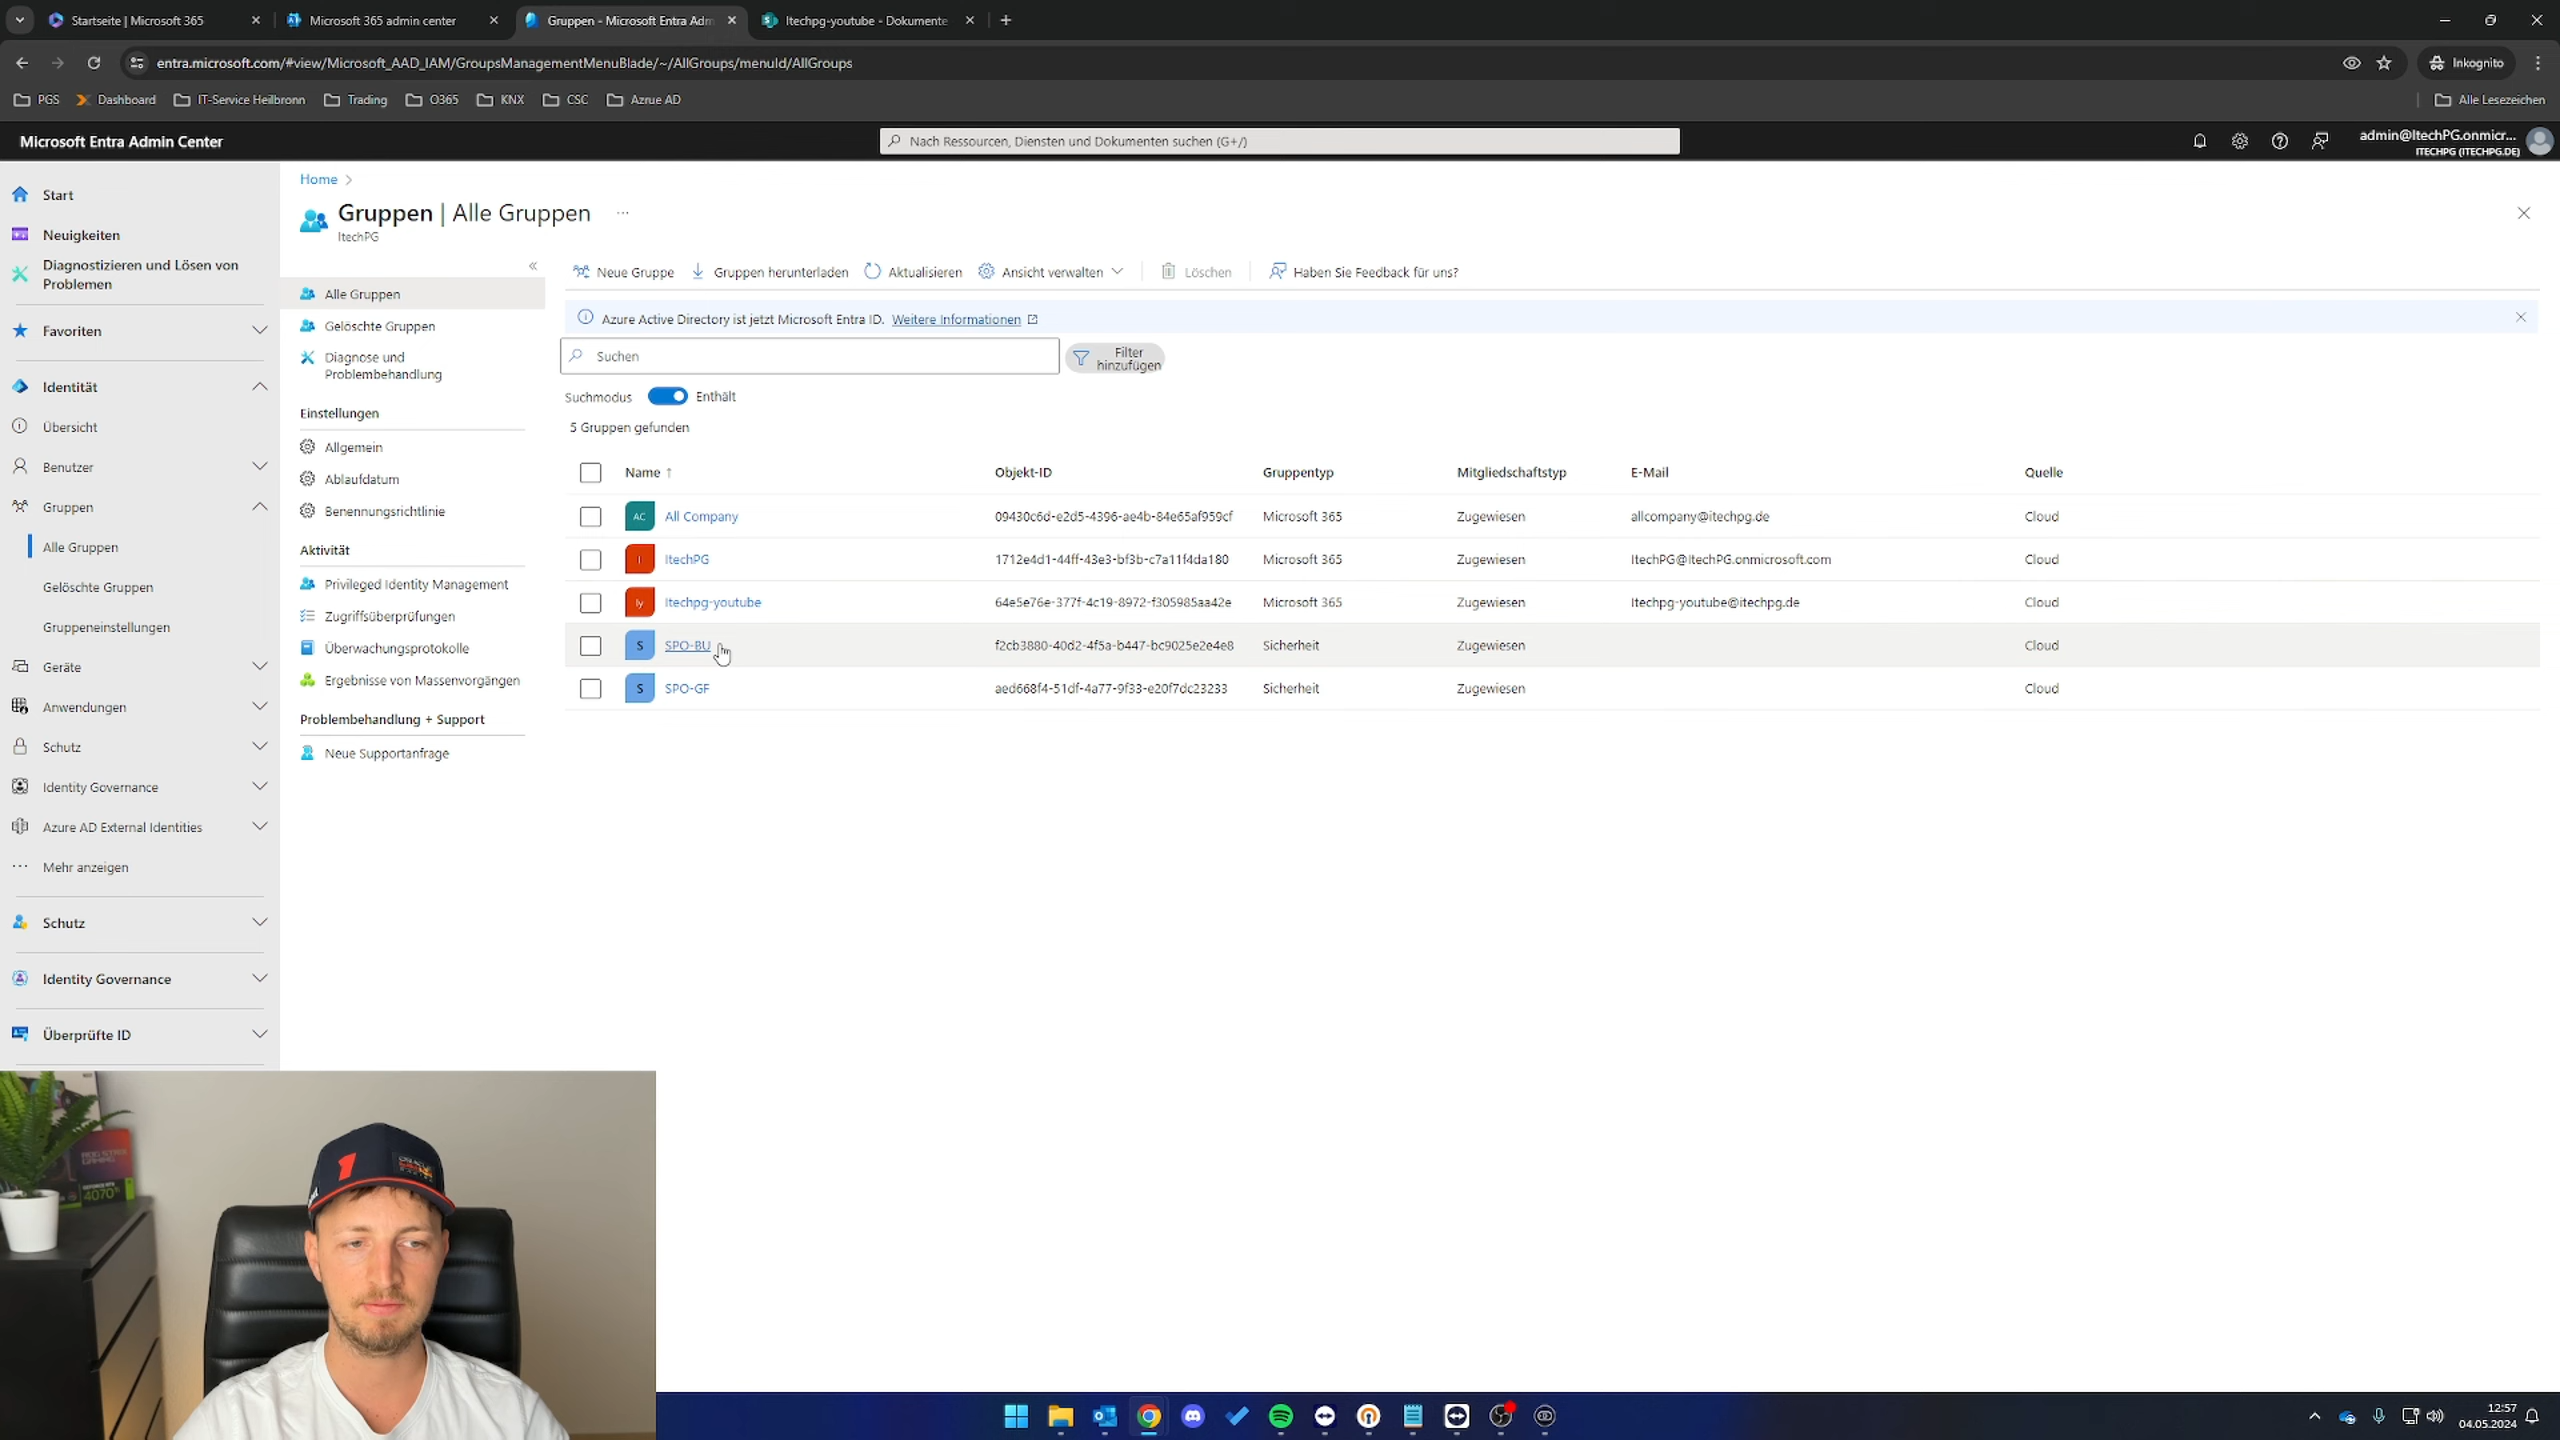 Startseite | Microsoft 365
Microsoft 365 admin center
Gruppen - Microsoft Entra Adm
Itechpg-youtube - Dokumente
entra.microsoft.com/#view/Microsoft_AAD_IAM/GroupsManagementMenuBlade/~/AllGroups/menuId/AllGroups
Inkognito
PGS
Dashboard
IT-Service Heilbronn
Trading
O365
KNX
CSC
Azrue AD
Alle Lesezeichen
Microsoft Entra Admin Center
Nach Ressourcen, Diensten und Dokumenten suchen (G+/)
admin@ItechPG.onmicr...
ITECHPG (ITECHPG.DE)
Start
Neuigkeiten
Diagnostizieren und Lösen von
Problemen
Favoriten
Identität
Übersicht
Benutzer
Gruppen
Alle Gruppen
Gelöschte Gruppen
Gruppeneinstellungen
Geräte
Anwendungen
Schutz
Identity Governance
Azure AD External Identities
Mehr anzeigen
Schutz
Identity Governance
Überprüfte ID
Home
Gruppen | Alle Gruppen
ItechPG
Alle Gruppen
Gelöschte Gruppen
Diagnose und
Problembehandlung
Einstellungen
Allgemein
Ablaufdatum
Benennungsrichtlinie
Aktivität
Privileged Identity Management
Zugriffsüberprüfungen
Überwachungsprotokolle
Ergebnisse von Massenvorgängen
Problembehandlung + Support
Neue Supportanfrage
Neue Gruppe
Gruppen herunterladen
Aktualisieren
Ansicht verwalten
Löschen
Haben Sie Feedback für uns?
Azure Active Directory ist jetzt Microsoft Entra ID. Weitere Informationen
Suchen
Filter
hinzufügen
Suchmodus Enthält
5 Gruppen gefunden
Name ↑ Objekt-ID Gruppentyp Mitgliedschaftstyp E-Mail Quelle
AC All Company 09430c6d-e2d5-4396-ae4b-84e65af959cf Microsoft 365 Zugewiesen allcompany@itechpg.de Cloud
I ItechPG 1712e4d1-44ff-43e3-bf3b-c7a11f4da180 Microsoft 365 Zugewiesen ItechPG@ItechPG.onmicrosoft.com Cloud
Iy Itechpg-youtube 64e5e76e-377f-4c19-8972-f305985aa42e Microsoft 365 Zugewiesen Itechpg-youtube@itechpg.de Cloud
S SPO-BU f2cb3880-40d2-4f5a-b447-bc9025e2e4e8 Sicherheit Zugewiesen Cloud
S SPO-GF aed668f4-51df-4a77-9f33-e20f7dc23233 Sicherheit Zugewiesen Cloud
4070
1
12:57
04.05.2024